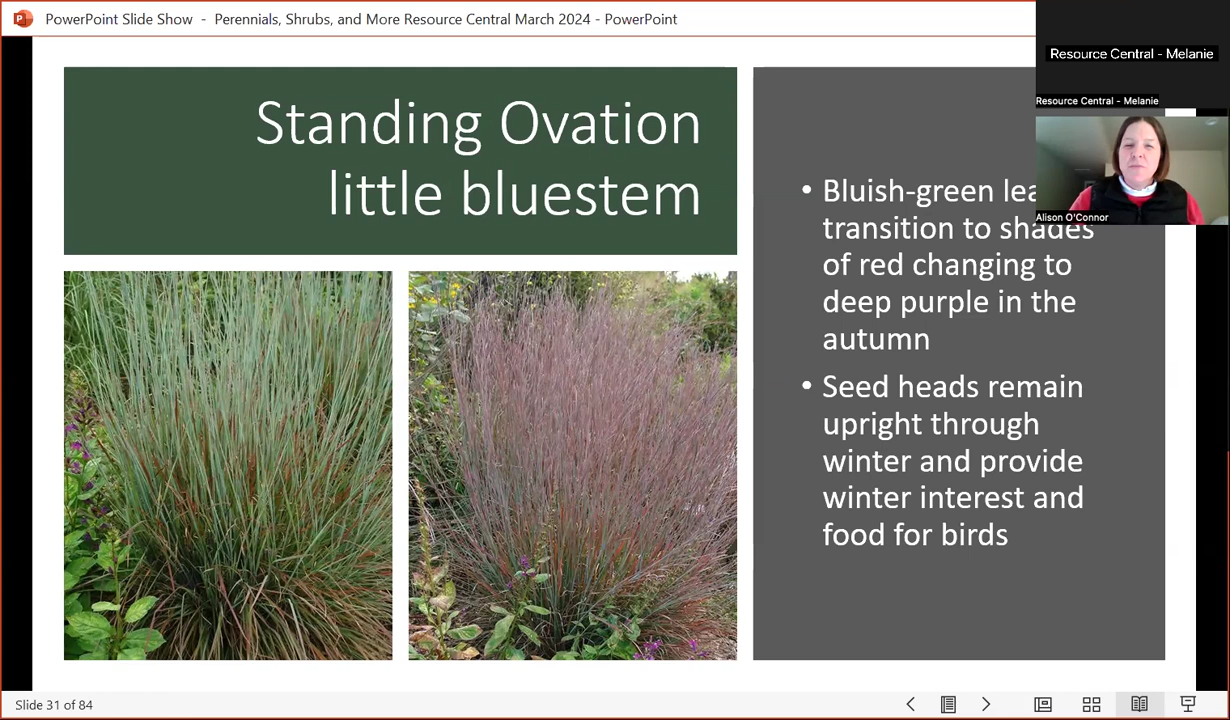 PowerPoint Slide Show - Perennials, Shrubs, and More Resource Central March 2024 - PowerPoint
Resource Central - Melanie
Resource Central - Melanie
Alison O'Connor
Standing Ovation
little bluestem
• Bluish-green
transition to shades
of red changing to
deep purple in the
autumn
• Seed heads remain
upright through
winter and provide
winter interest and
food for birds
Slide 31 of 84